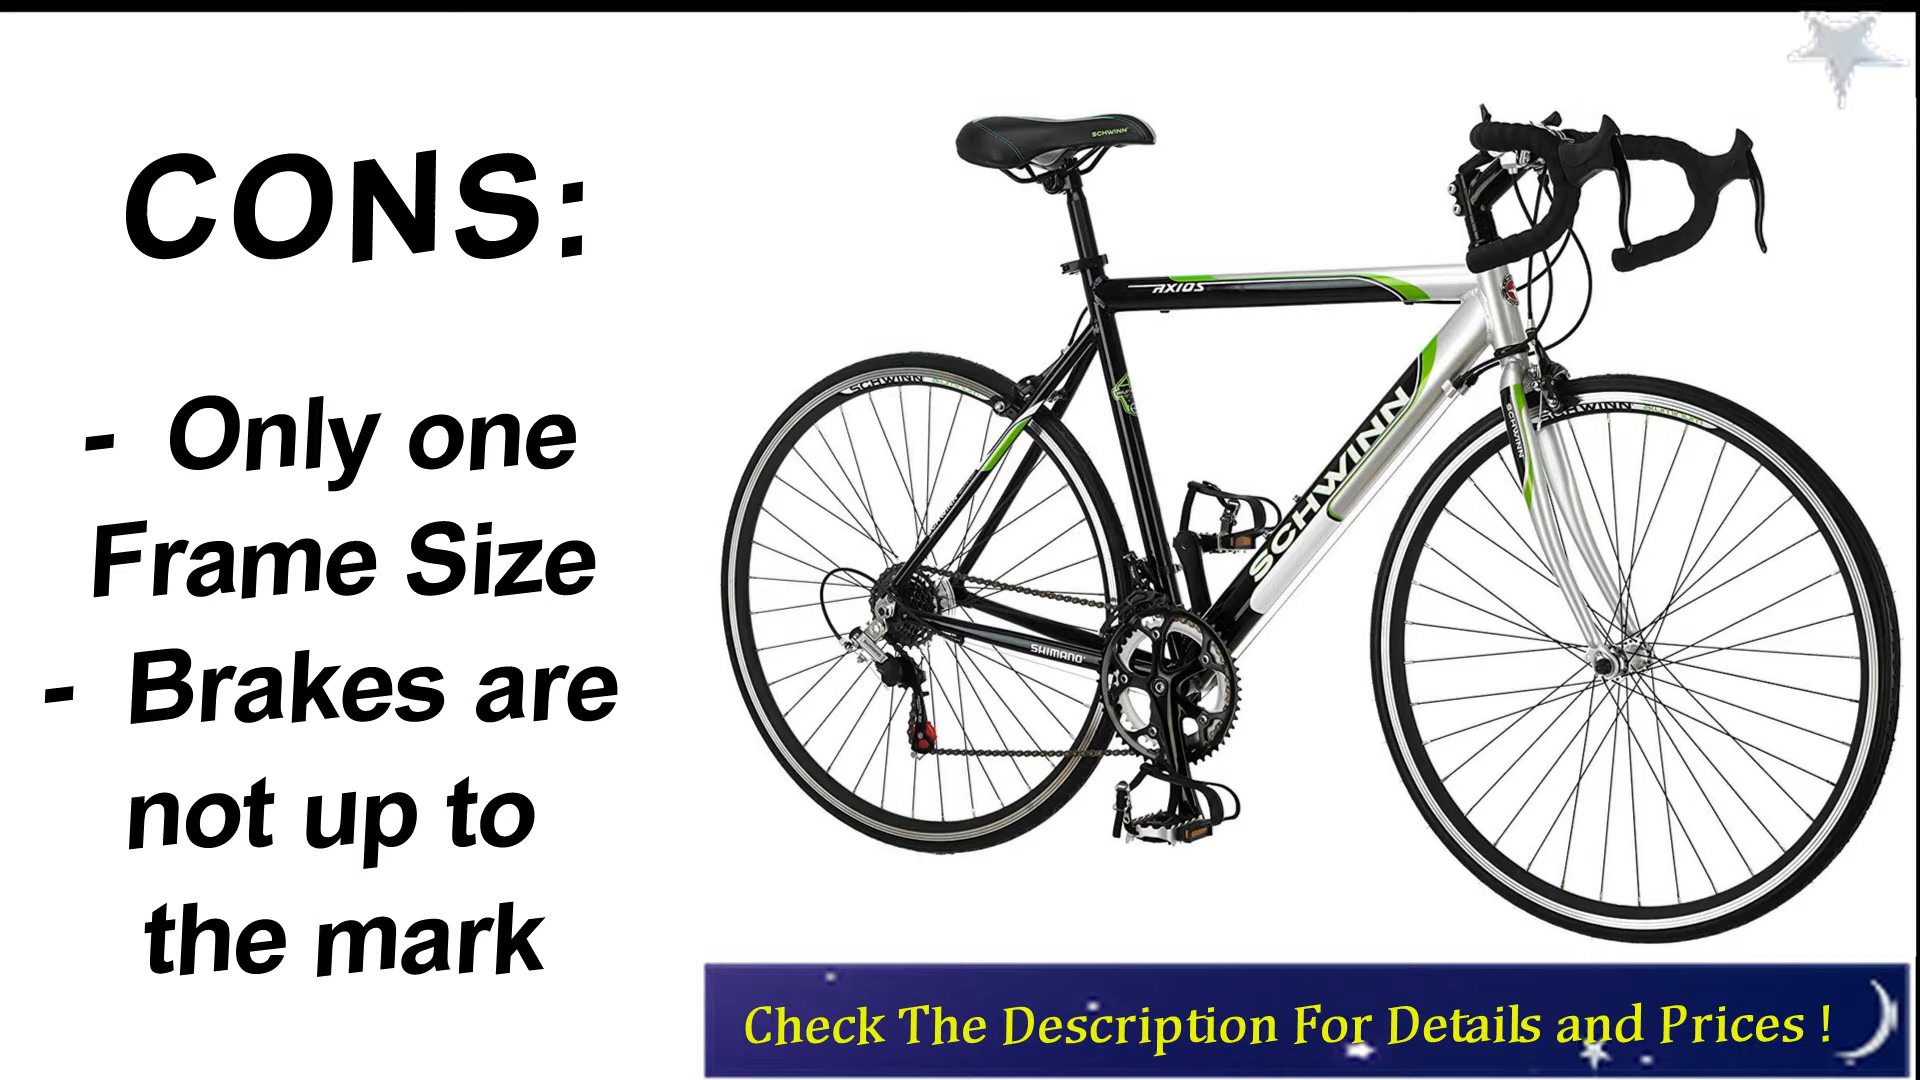 CONS:
- Only one
Frame Size
- Brakes are
not up to
the mark
SCHWINN
AXIOS
SCHWINN
SCHWINN
SCHWINN
SCHWINN
SHIMANO
Check The Description For Details and Prices !